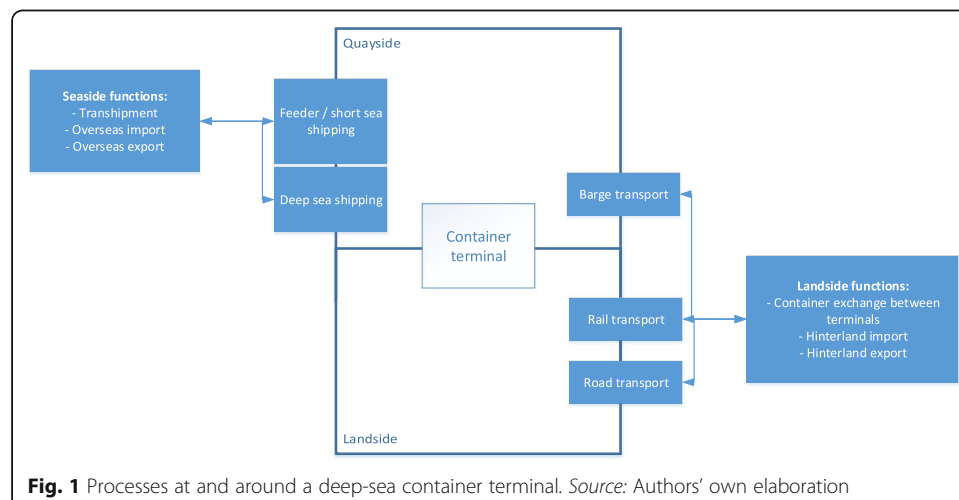 Quayside
Seaside functions:
- Transhipment
- Overseas import
- Overseas export
Feeder / short sea
shipping
Deep sea shipping
Barge transport
Container
terminal
Landside functions:
- Container exchange between
terminals
- Hinterland import
- Hinterland export
Rail transport
Road transport
Landside
Fig. 1 Processes at and around a deep-sea container terminal. Source: Authors’ own elaboration